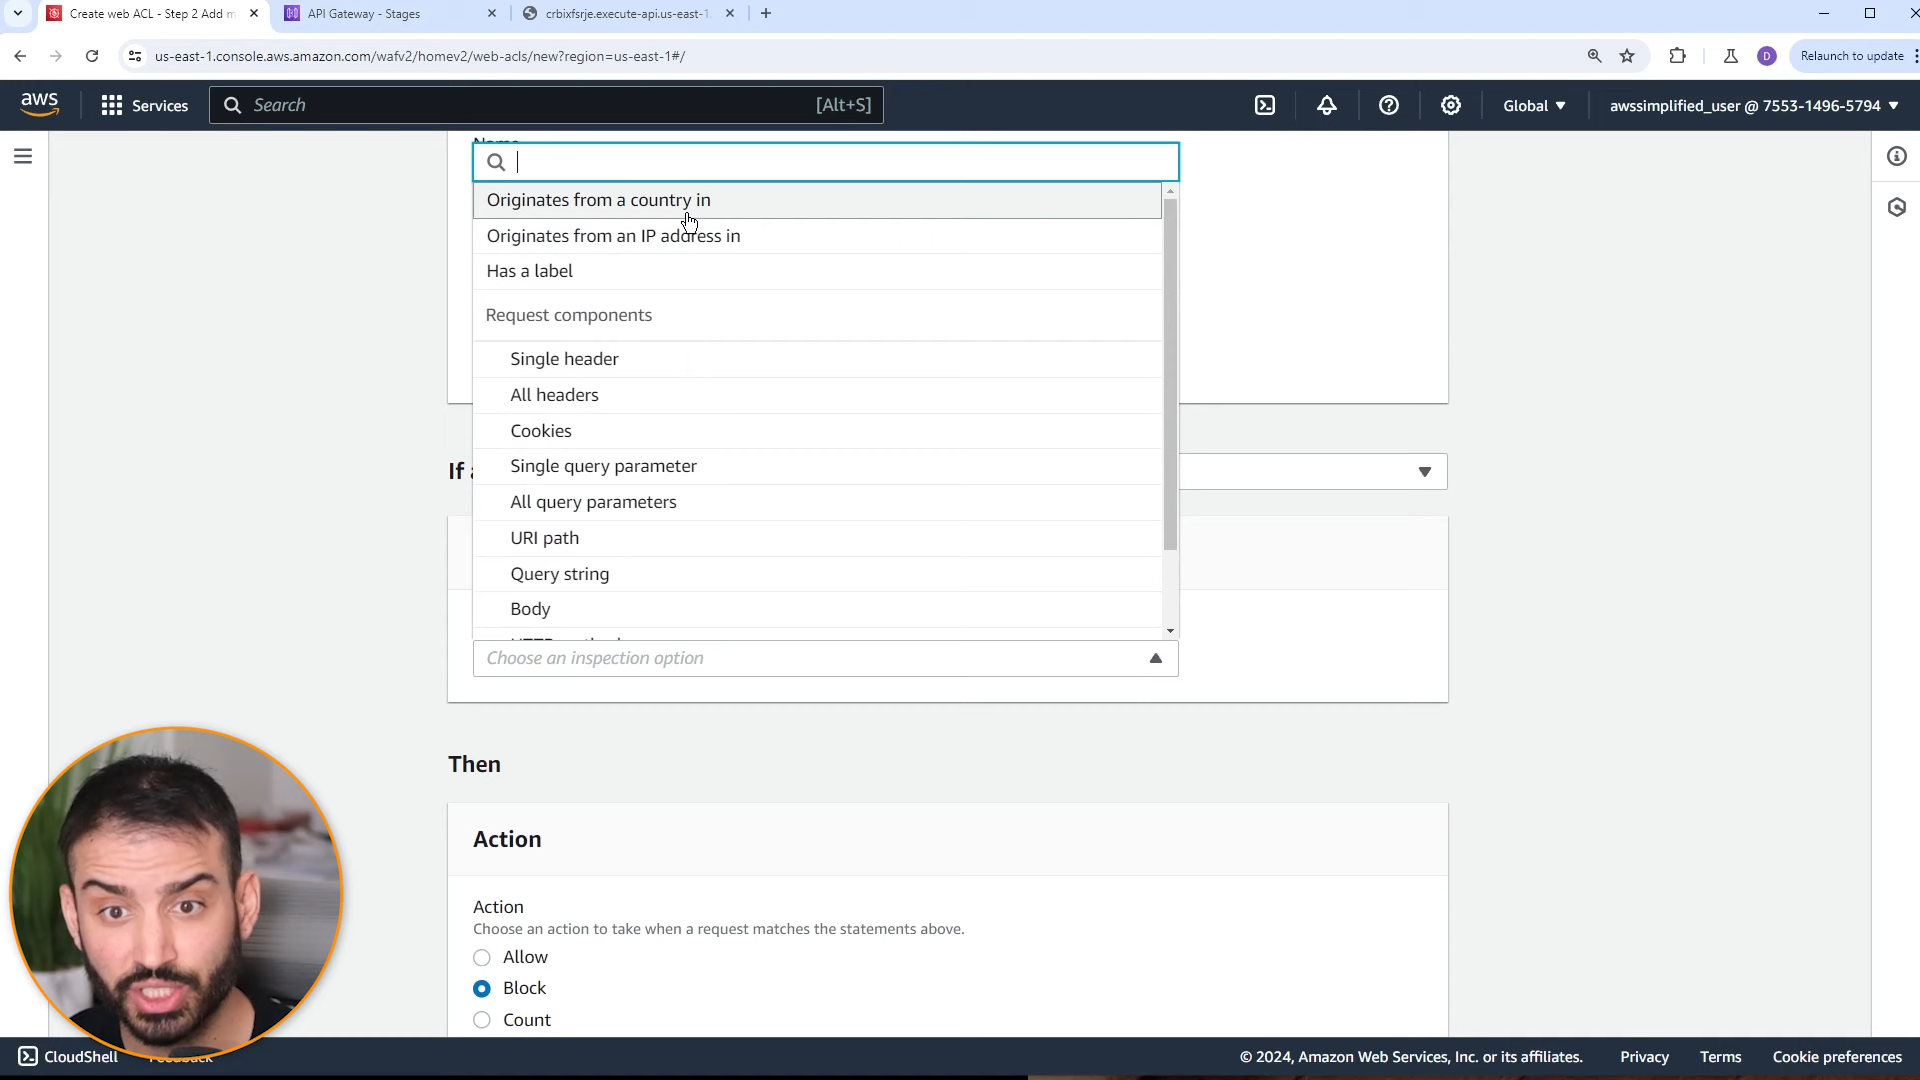 Create web ACL - Step 2 Add m
API Gateway - Stages
crbixfsrje.execute-api.us-east-1
us-east-1.console.aws.amazon.com/wafv2/homev2/web-acls/new?region=us-east-1#/
D
Relaunch to update
aws
Services
Search
[Alt+S]
Global
awssimplified_user @ 7553-1496-5794
Originates from a country in
Originates from an IP address in
Has a label
Request components
Single header
All headers
Cookies
Single query parameter
All query parameters
URI path
Query string
Body
If
Choose an inspection option
Then
Action
Action
Choose an action to take when a request matches the statements above.
Allow
Block
Count
CloudShell
Feedback
© 2024, Amazon Web Services, Inc. or its affiliates.
Privacy
Terms
Cookie preferences